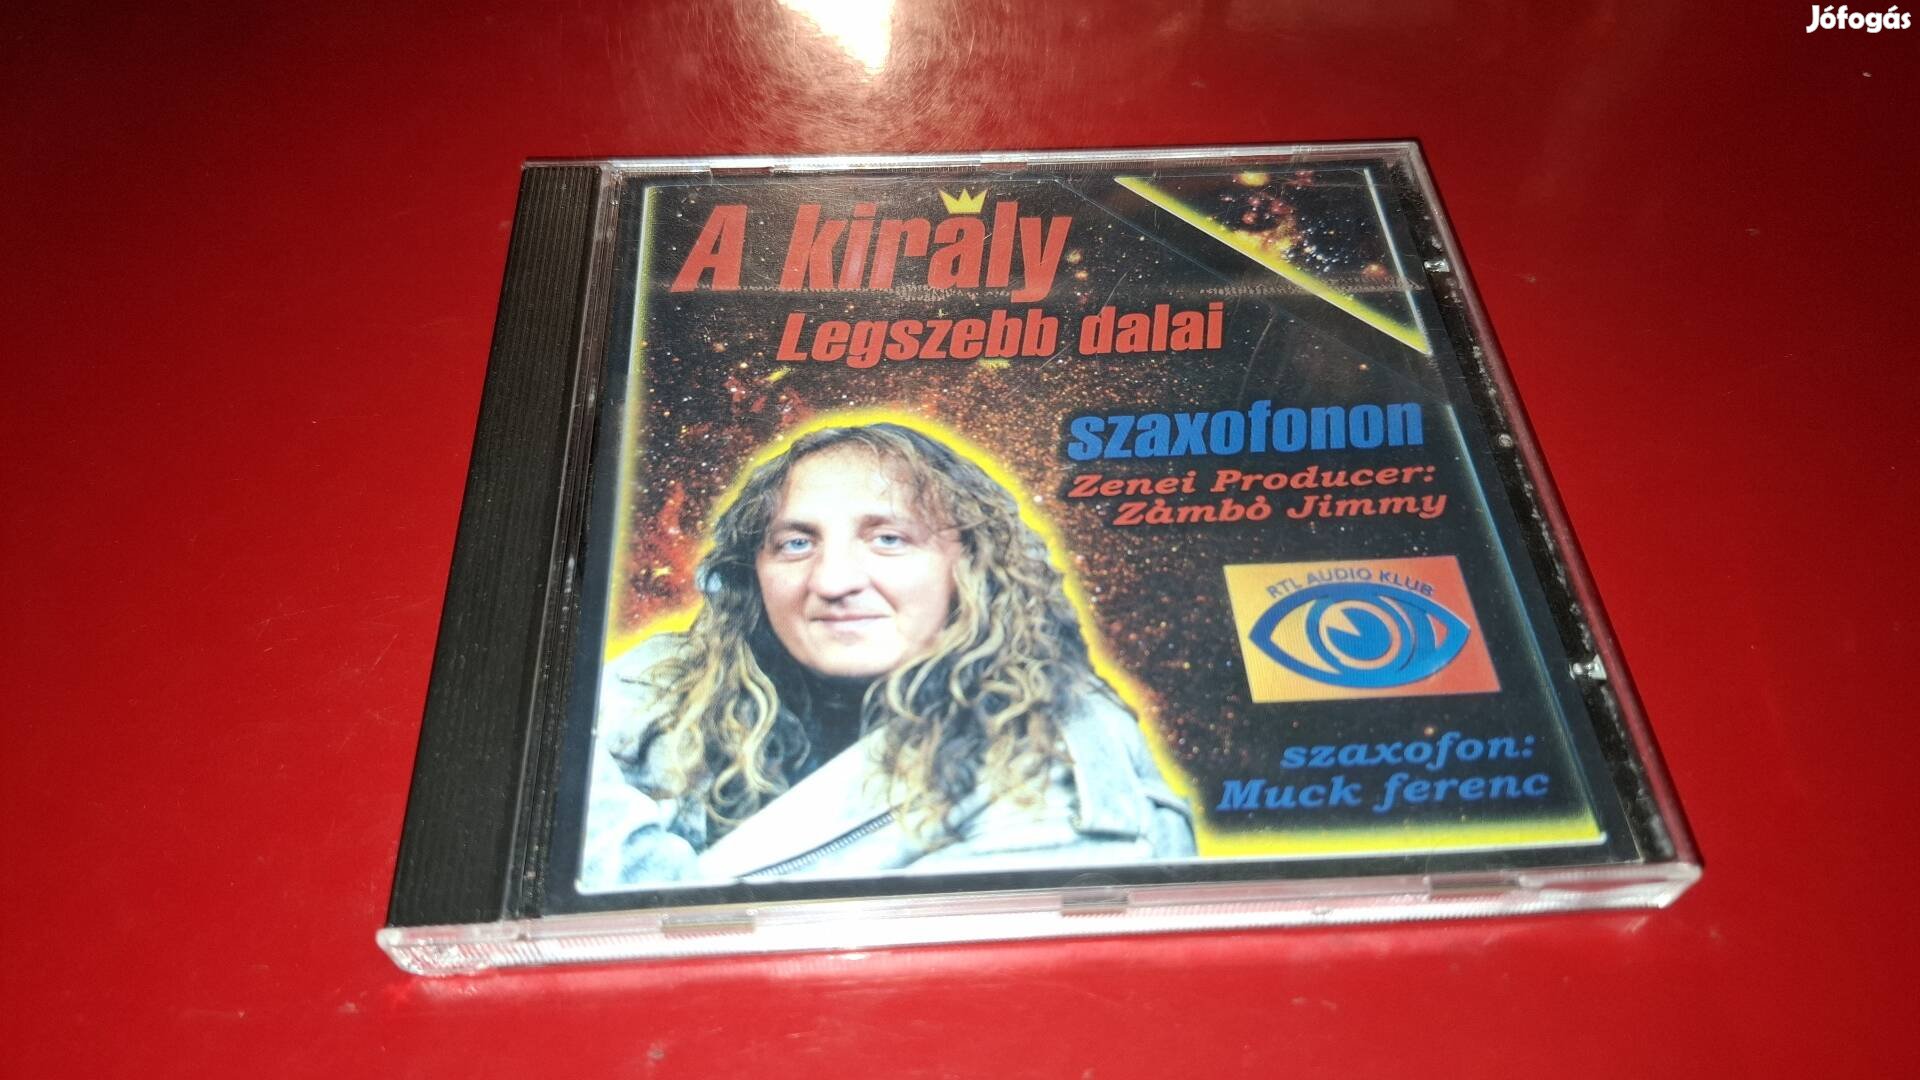 Jófogás
A király
Legszebb dalai
szaxofonon
Zenei Producer:
Zàmbò Jimmy
RTL AUDIO KLUB
szaxofon:
Muck ferenc